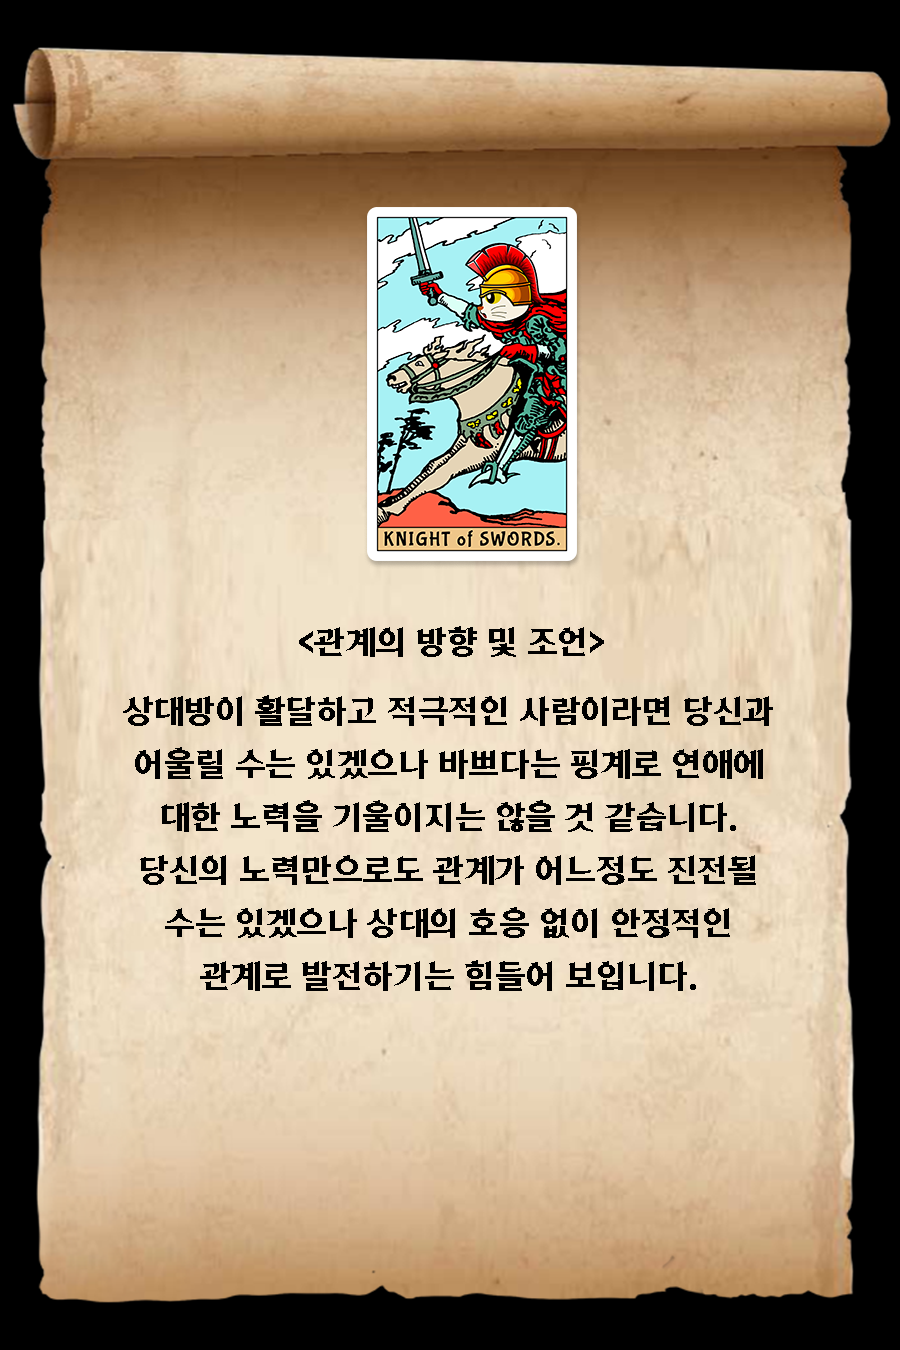 KNIGHT of SWORDS.
<관계의 방향 및 조언>
상대방이 활달하고 적극적인 사람이라면 당신과
어울릴 수는 있겠으나 바쁘다는 핑계로 연애에
대한 노력을 기울이지는 않을 것 같습니다.
당신의 노력만으로도 관계가 어느정도 진전될
수는 있겠으나 상대의 호응 없이 안정적인
관계로 발전하기는 힘들어 보입니다.